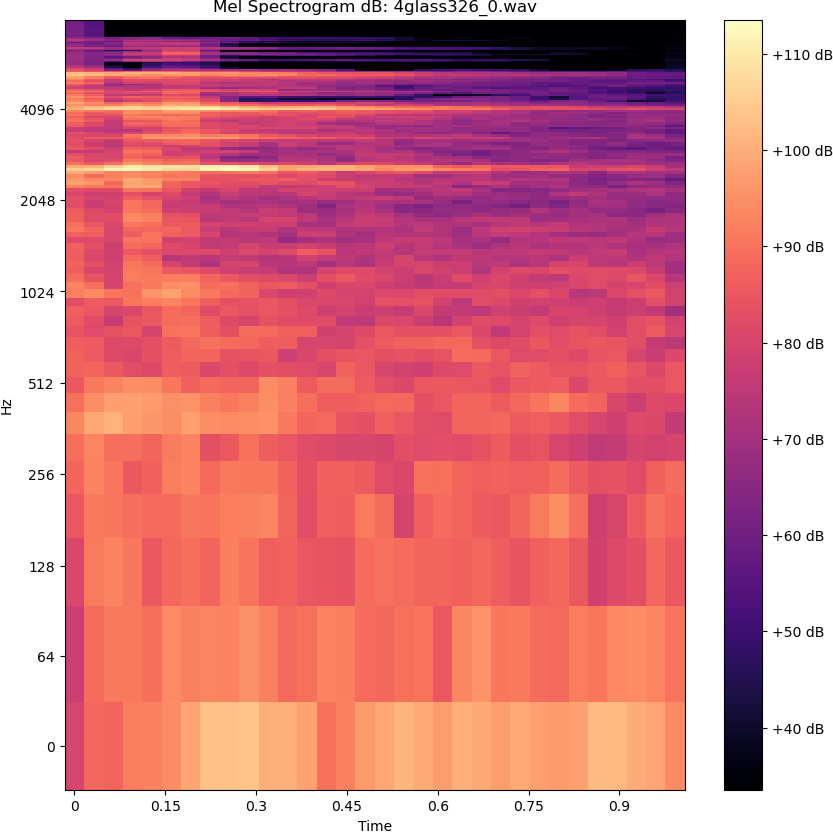 Mel Spectrogram dB: 4glass326_0.wav
4096
2048
1024
512
256
128
64
0
Hz
0
0.15
0.3
0.45
0.6
0.75
0.9
Time
+110 dB
+100 dB
+90 dB
+80 dB
+70 dB
+60 dB
+50 dB
+40 dB